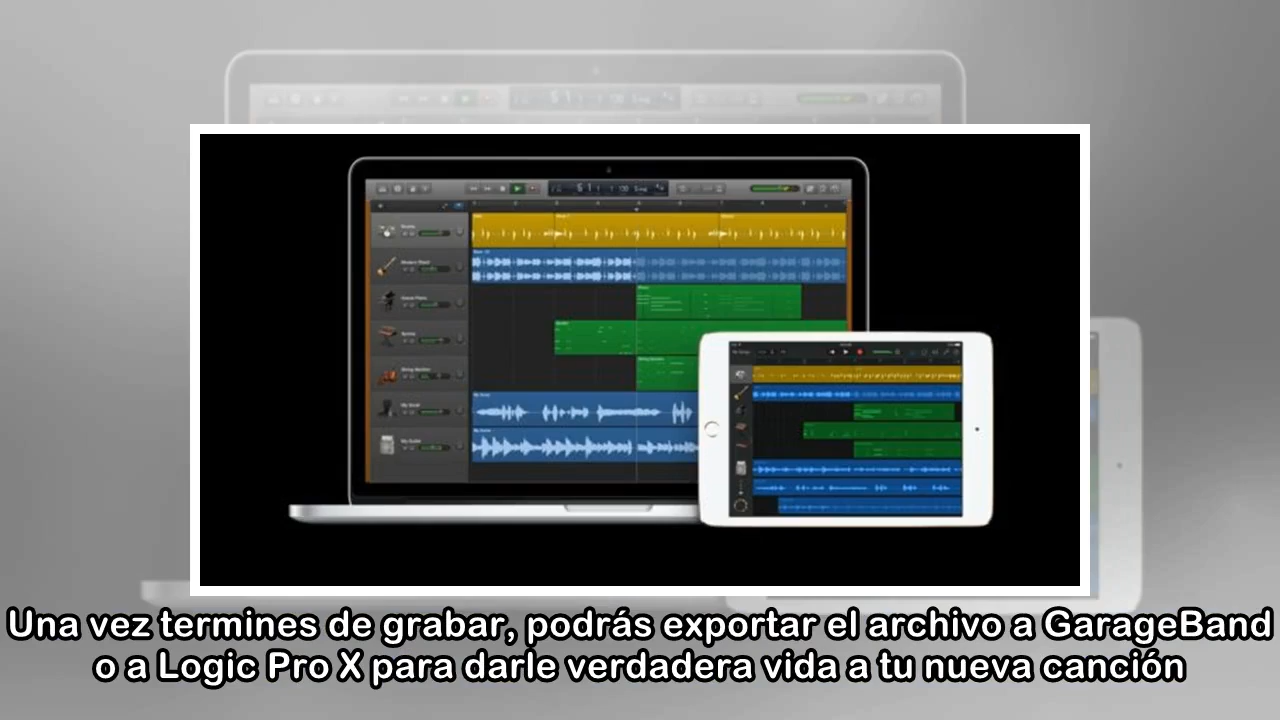 Una vez termines de grabar, podrás exportar el archivo a GarageBand
o a Logic Pro X para darle verdadera vida a tu nueva canción